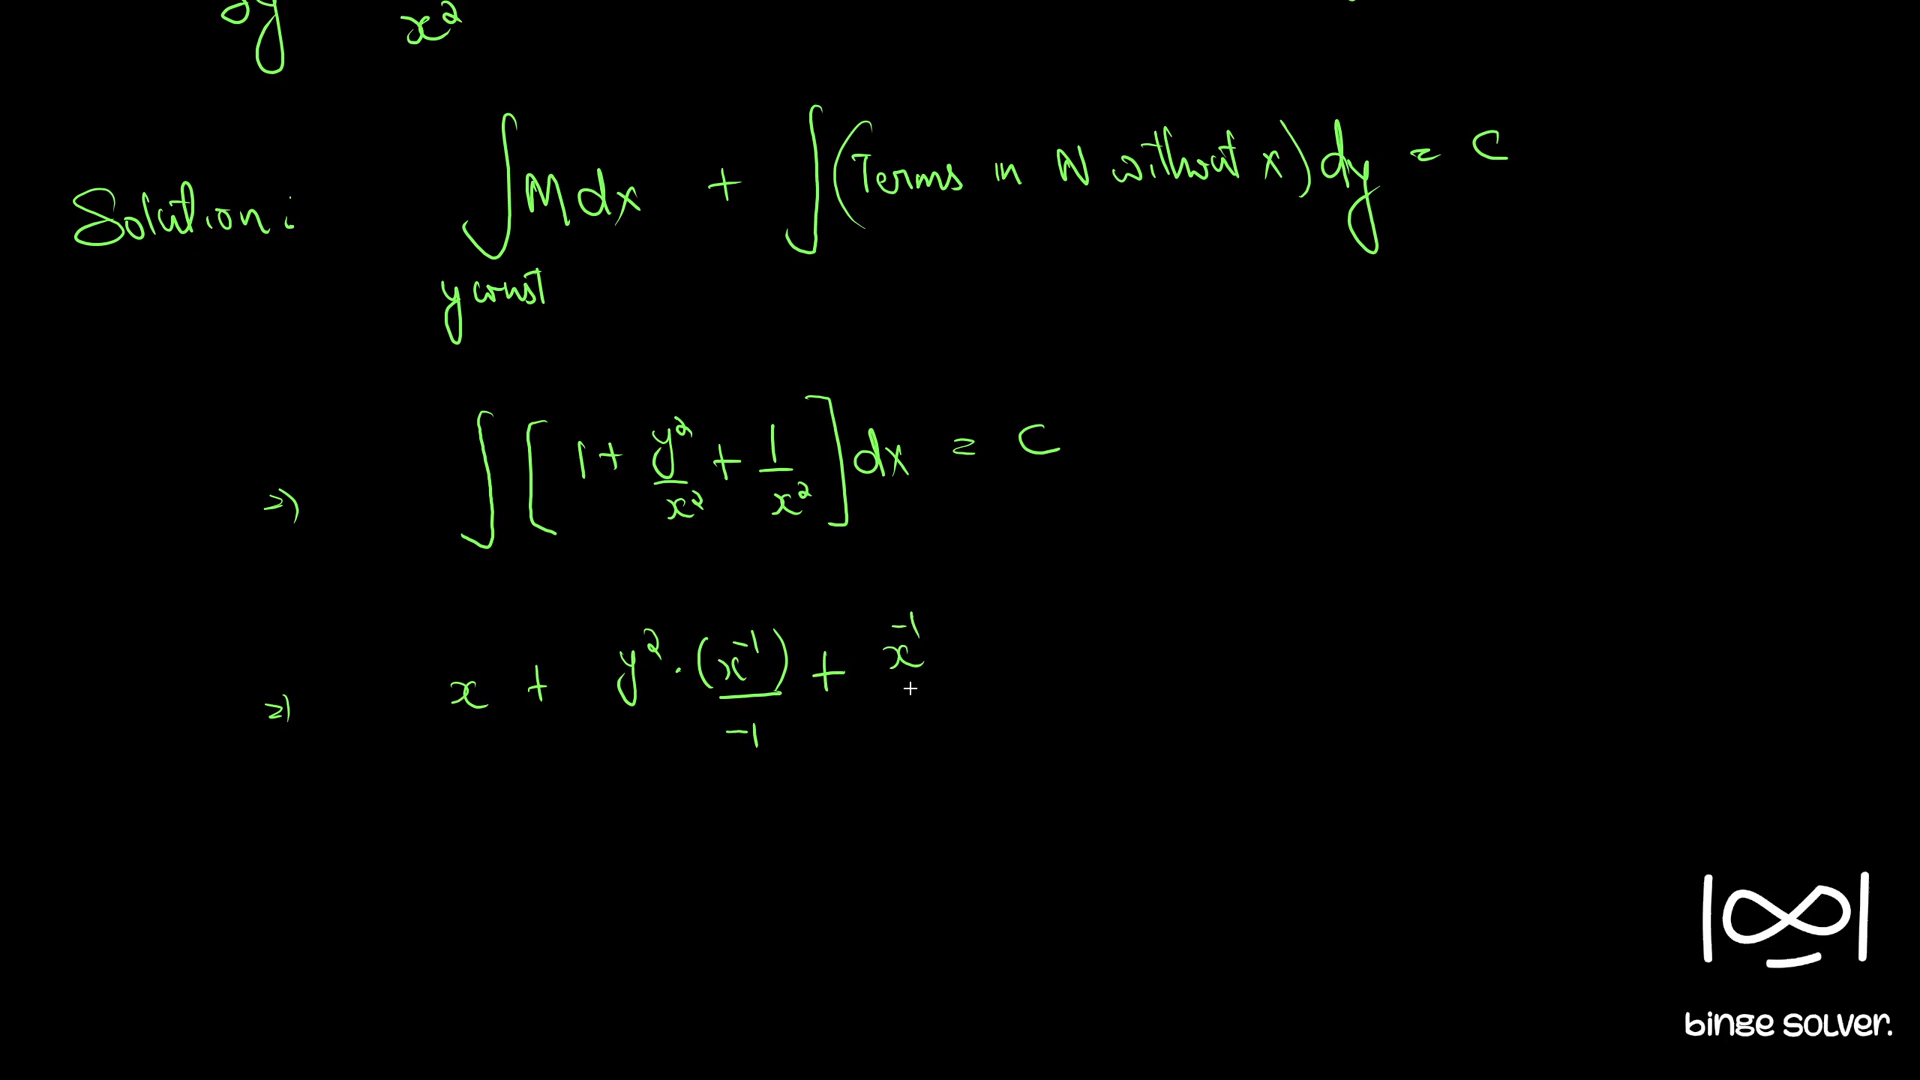 ∂y x²
Solution: ∫M dx + ∫(Terms in N without x) dy = C
y const
⇒ ∫[1 + y²/x² + 1/x²] dx = C
⇒ x + y² · (x⁻¹)/-1 + x⁻¹
binge solver.